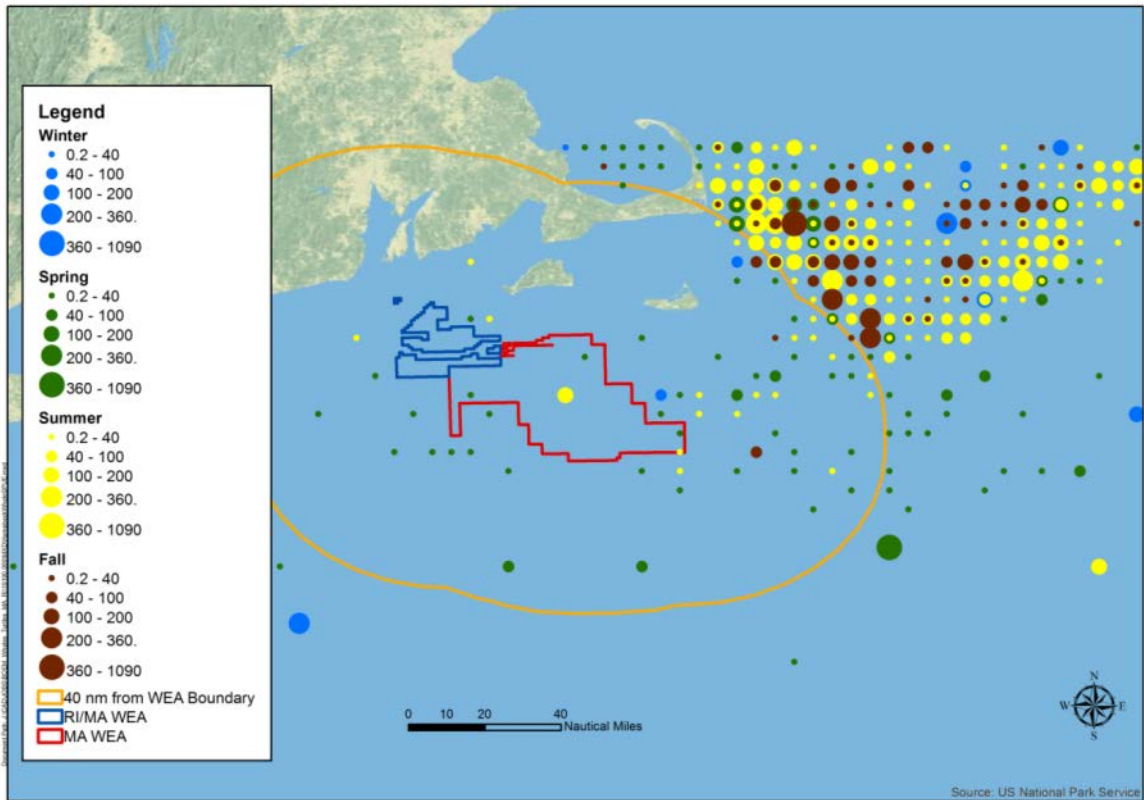 Legend
Winter
0.2 - 40
40 - 100
100 - 200
200 - 360.
360 - 1090
Spring
0.2 - 40
40 - 100
100 - 200
200 - 360.
360 - 1090
Summer
0.2 - 40
40 - 100
100 - 200
200 - 360.
360 - 1090
Fall
0.2 - 40
40 - 100
100 - 200
200 - 360.
360 - 1090
40 nm from WEA Boundary
RI/MA WEA
MA WEA
0 10 20 40
Nautical Miles
N
W E
S
Source: US National Park Service